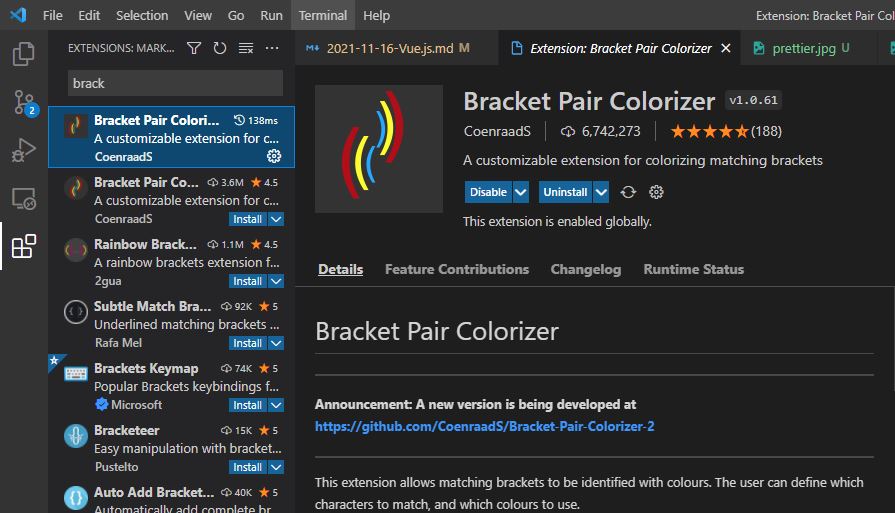 File Edit Selection View Go Run Terminal Help Extension: Bracket Pair Col
EXTENSIONS: MARK...
2021-11-16-Vue.js.md M
Extension: Bracket Pair Colorizer
prettier.jpg U
brack
2
Bracket Pair Colori... 138ms
A customizable extension for c...
CoenraadS
Bracket Pair Co... 3.6M 4.5
A customizable extension for c...
CoenraadS Install
Rainbow Brack... 1.1M 4.5
A rainbow brackets extension f...
2gua Install
Subtle Match Bra... 92K 5
Underlined matching brackets ...
Rafa Mel Install
Brackets Keymap 74K 5
Popular Brackets keybindings f...
Microsoft Install
Bracketeer 15K 5
Easy manipulation with bracket...
Pustelto Install
Auto Add Bracket... 40K 5
Automatically add complete br...
Bracket Pair Colorizer v1.0.61
CoenraadS 6,742,273 (188)
A customizable extension for colorizing matching brackets
Disable Uninstall
This extension is enabled globally.
Details Feature Contributions Changelog Runtime Status
Bracket Pair Colorizer
Announcement: A new version is being developed at
https://github.com/CoenraadS/Bracket-Pair-Colorizer-2
This extension allows matching brackets to be identified with colours. The user can define which
characters to match, and which colours to use.